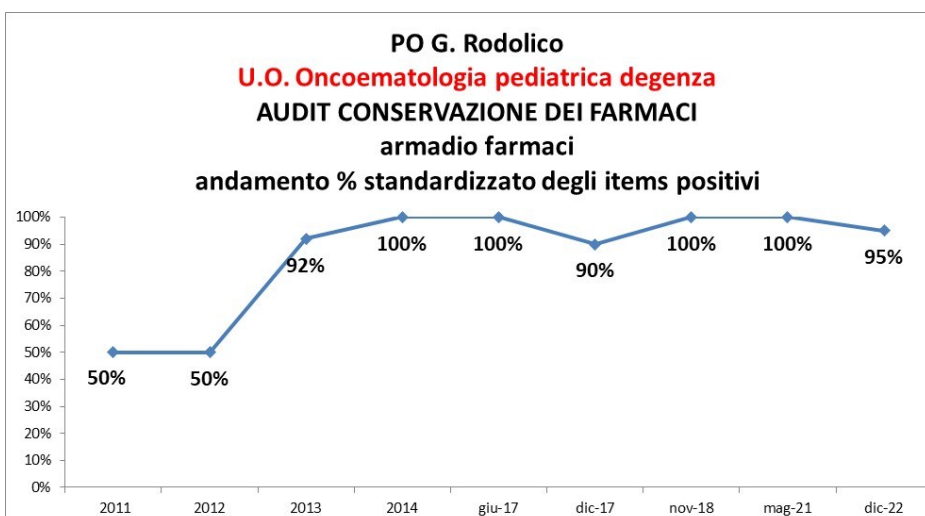 PO G. Rodolico
U.O. Oncoematologia pediatrica degenza
AUDIT CONSERVAZIONE DEI FARMACI
armadio farmaci
andamento % standardizzato degli items positivi
100%
90%
80%
70%
60%
50%
40%
30%
20%
10%
0%
50%
50%
92%
100%
100%
90%
100%
100%
95%
2011
2012
2013
2014
giu-17
dic-17
nov-18
mag-21
dic-22